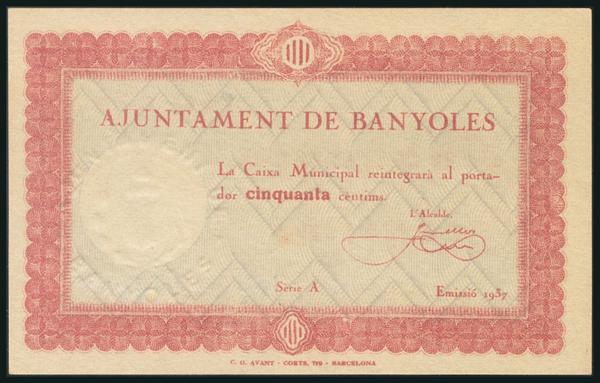 AJUNTAMENT DE BANYOLES
La Caixa Municipal reintegrarà al porta-
dor cinquanta cèntims.
L'Alcalde,
Sèrie A
Emissió 1937
C. G. AVANT - CORTS, 719 - BARCELONA